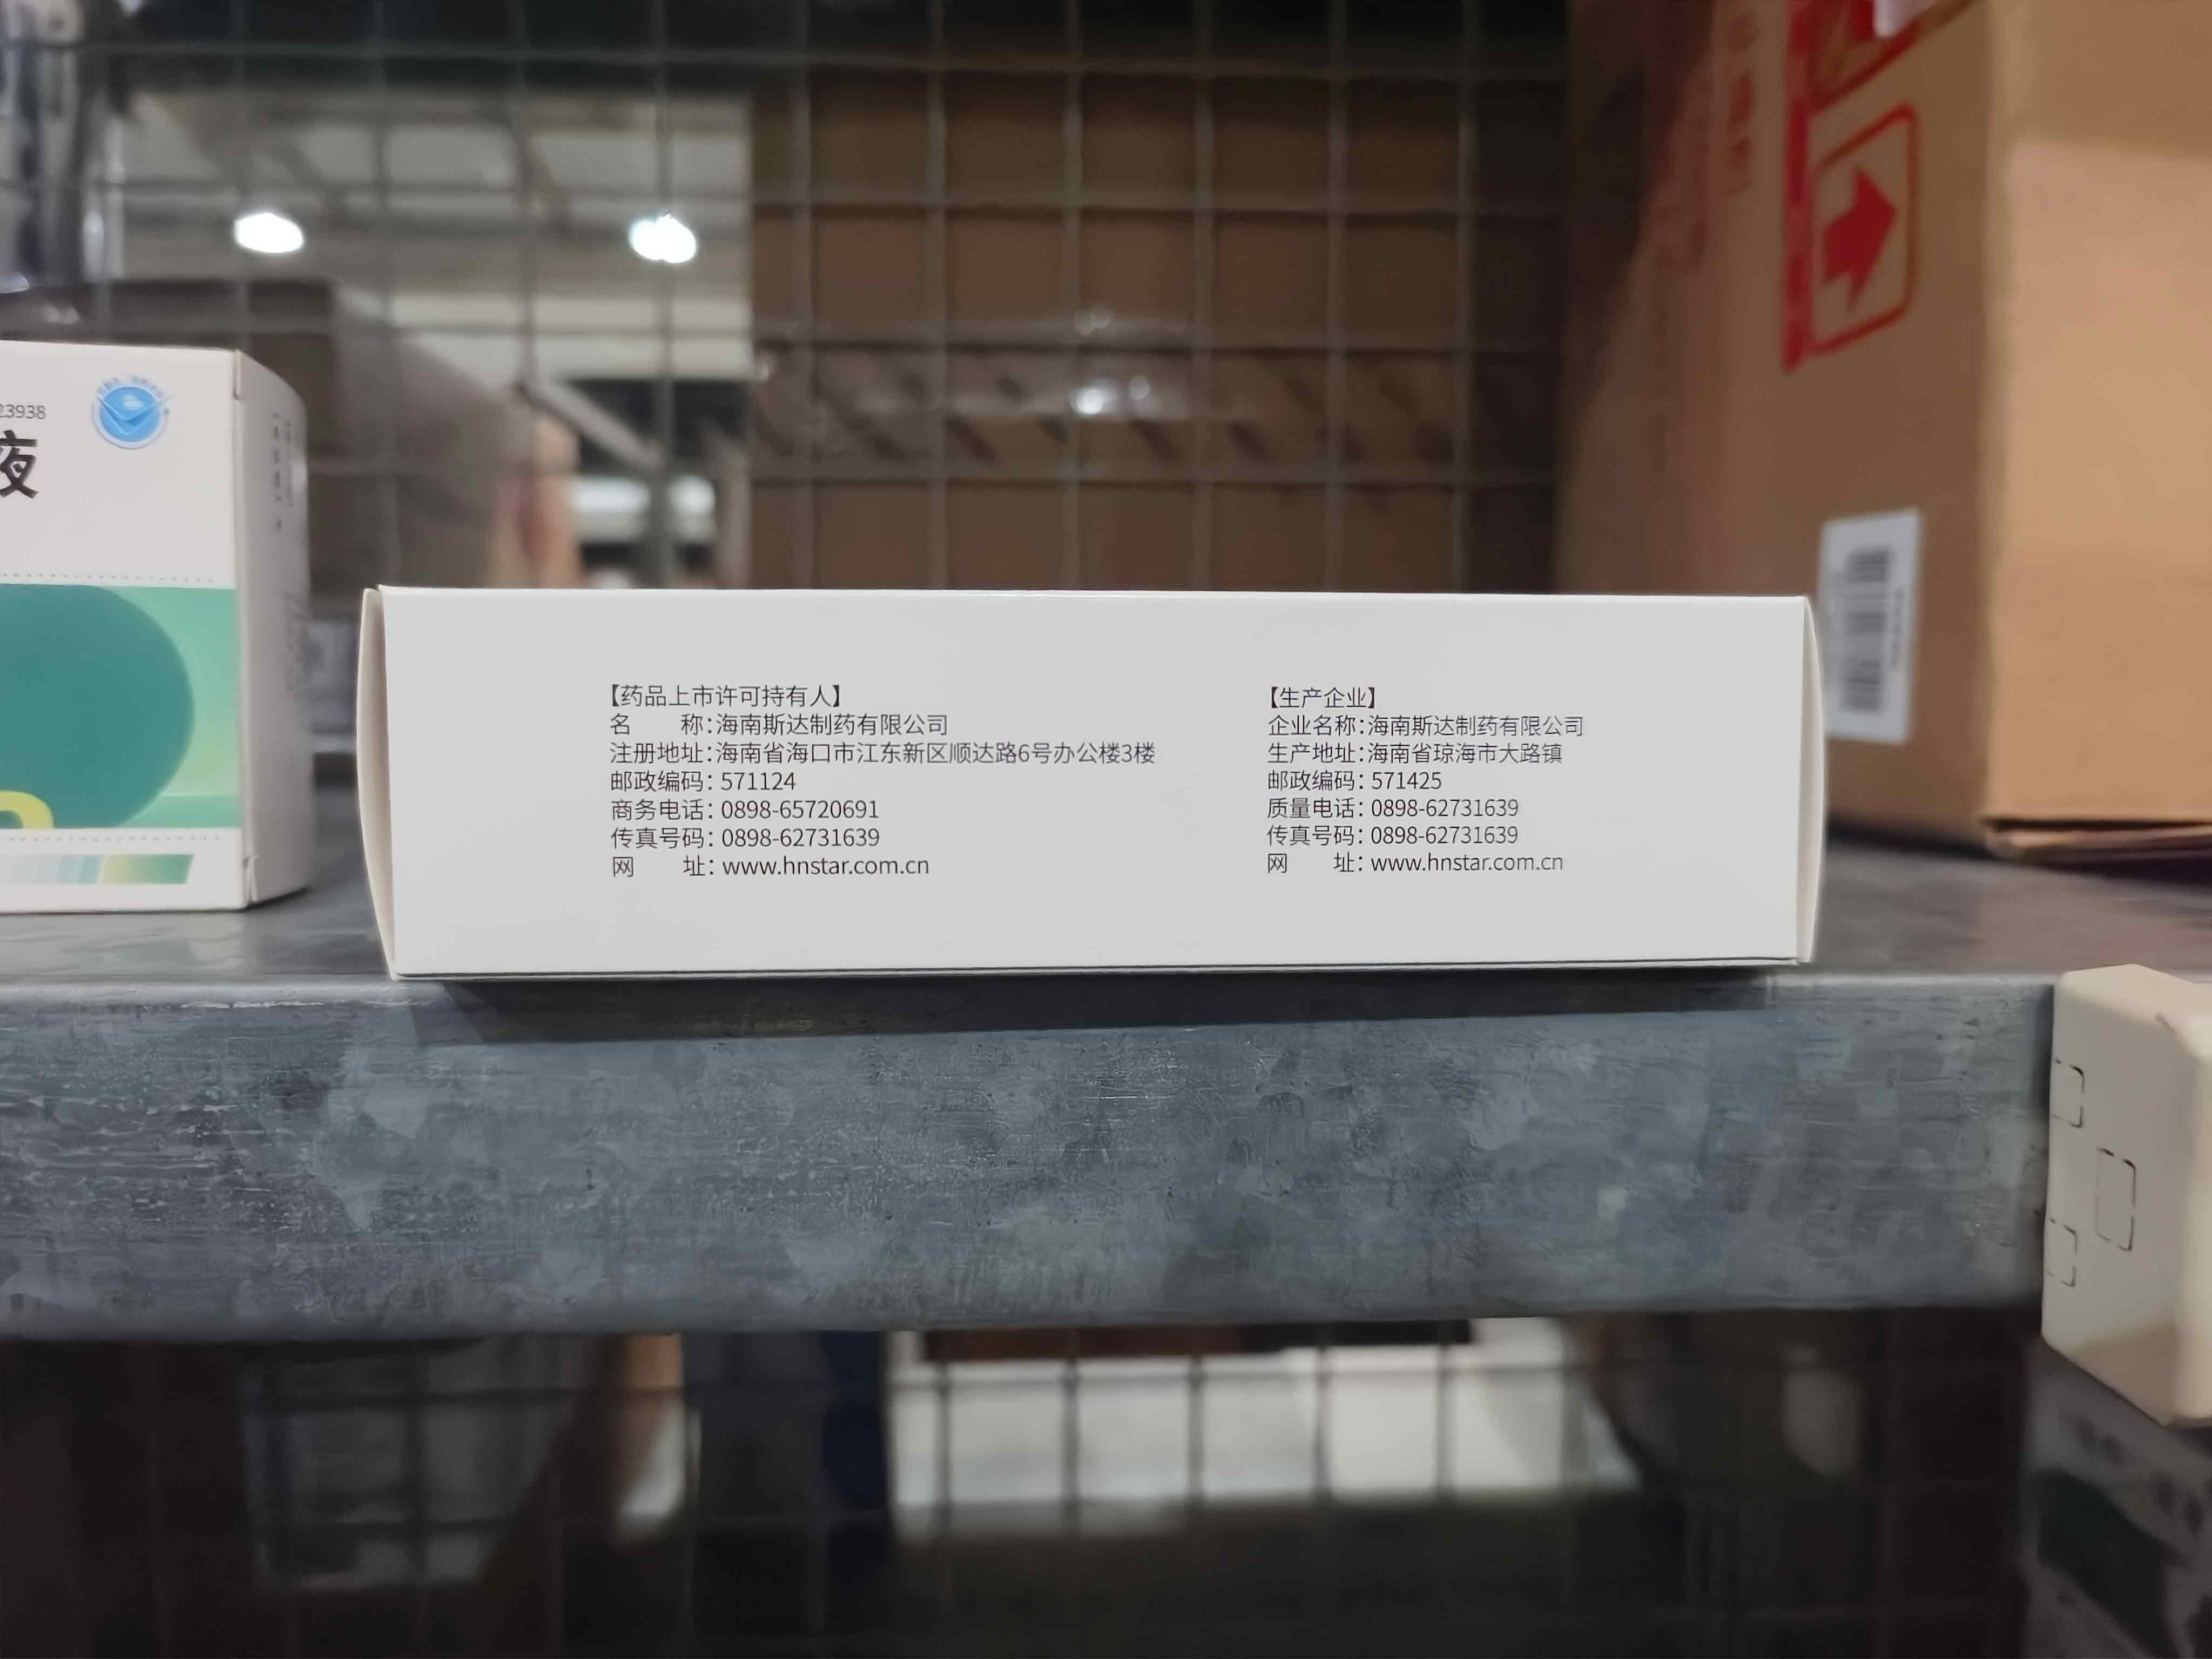 23938
液
【药品上市许可持有人】
名 称:海南斯达制药有限公司
注册地址:海南省海口市江东新区顺达路6号办公楼3楼
邮政编码: 571124
商务电话: 0898-65720691
传真号码: 0898-62731639
网 址: www.hnstar.com.cn
【生产企业】
企业名称:海南斯达制药有限公司
生产地址:海南省琼海市大路镇
邮政编码: 571425
质量电话: 0898-62731639
传真号码: 0898-62731639
网 址: www.hnstar.com.cn